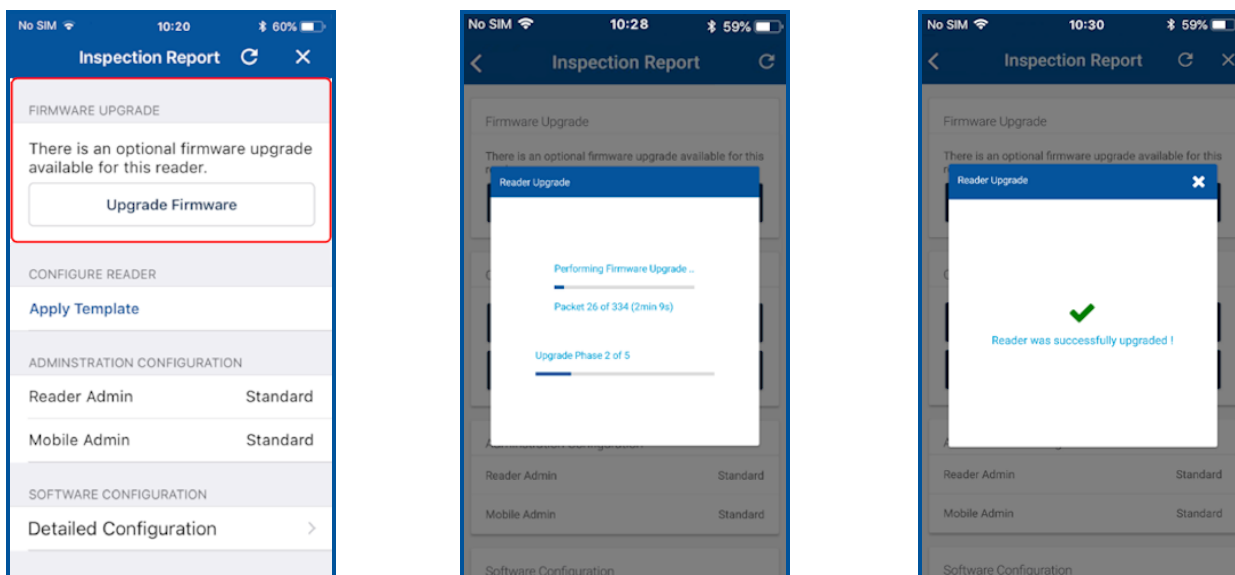 No SIM 10:20 60%
Inspection Report
FIRMWARE UPGRADE
There is an optional firmware upgrade
available for this reader.
Upgrade Firmware
CONFIGURE READER
Apply Template
ADMINSTRATION CONFIGURATION
Reader Admin Standard
Mobile Admin Standard
SOFTWARE CONFIGURATION
Detailed Configuration
No SIM 10:28 59%
Inspection Report
Firmware Upgrade
There is an optional firmware upgrade available for this
Reader Upgrade
Performing Firmware Upgrade ..
Packet 26 of 334 (2min 9s)
Upgrade Phase 2 of 5
Reader Admin Standard
Mobile Admin Standard
Software Configuration
No SIM 10:30 59%
Inspection Report
Firmware Upgrade
There is an optional firmware upgrade available for this
Reader Upgrade
Reader was successfully upgraded !
Reader Admin Standard
Mobile Admin Standard
Software Configuration